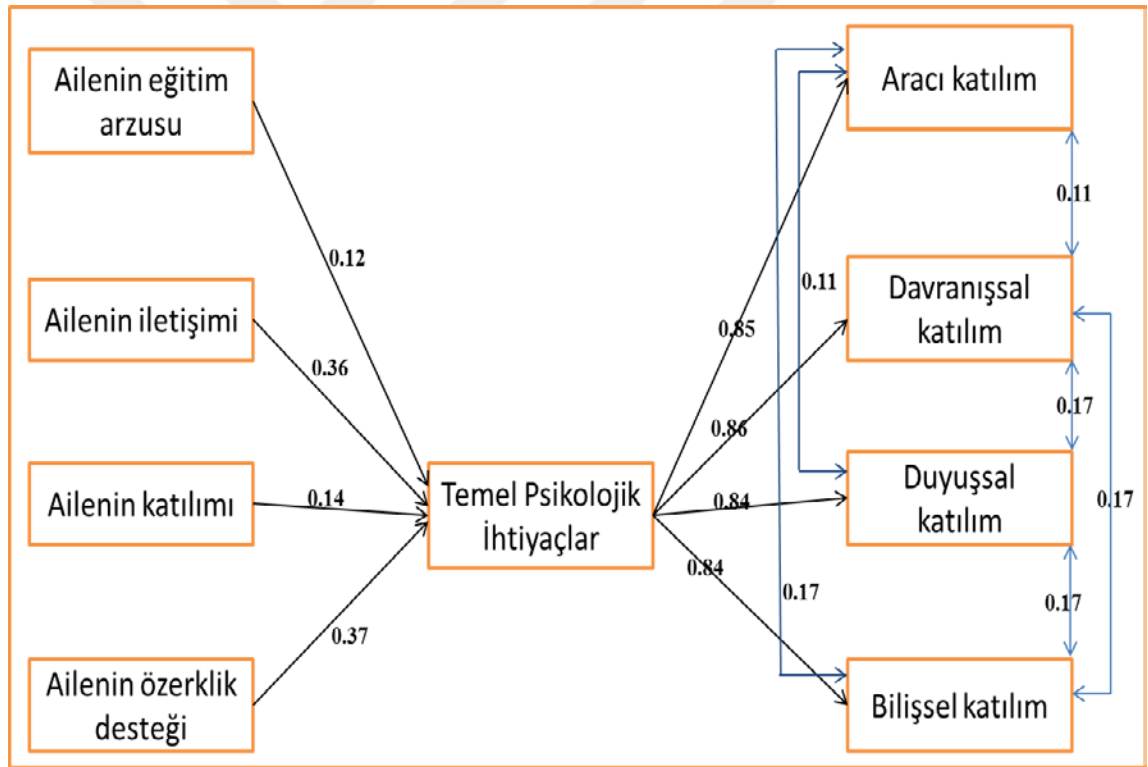 Ailenin eğitim
arzusu
Ailenin iletişimi
Ailenin katılımı
Ailenin özerklik
desteği
0.12
0.36
0.14
0.37
Temel Psikolojik
İhtiyaçlar
0.85
0.86
0.84
0.84
0.11
0.17
Aracı katılım
0.11
Davranışsal
katılım
0.17
Duyuşsal
katılım
0.17
0.17
Bilişsel katılım